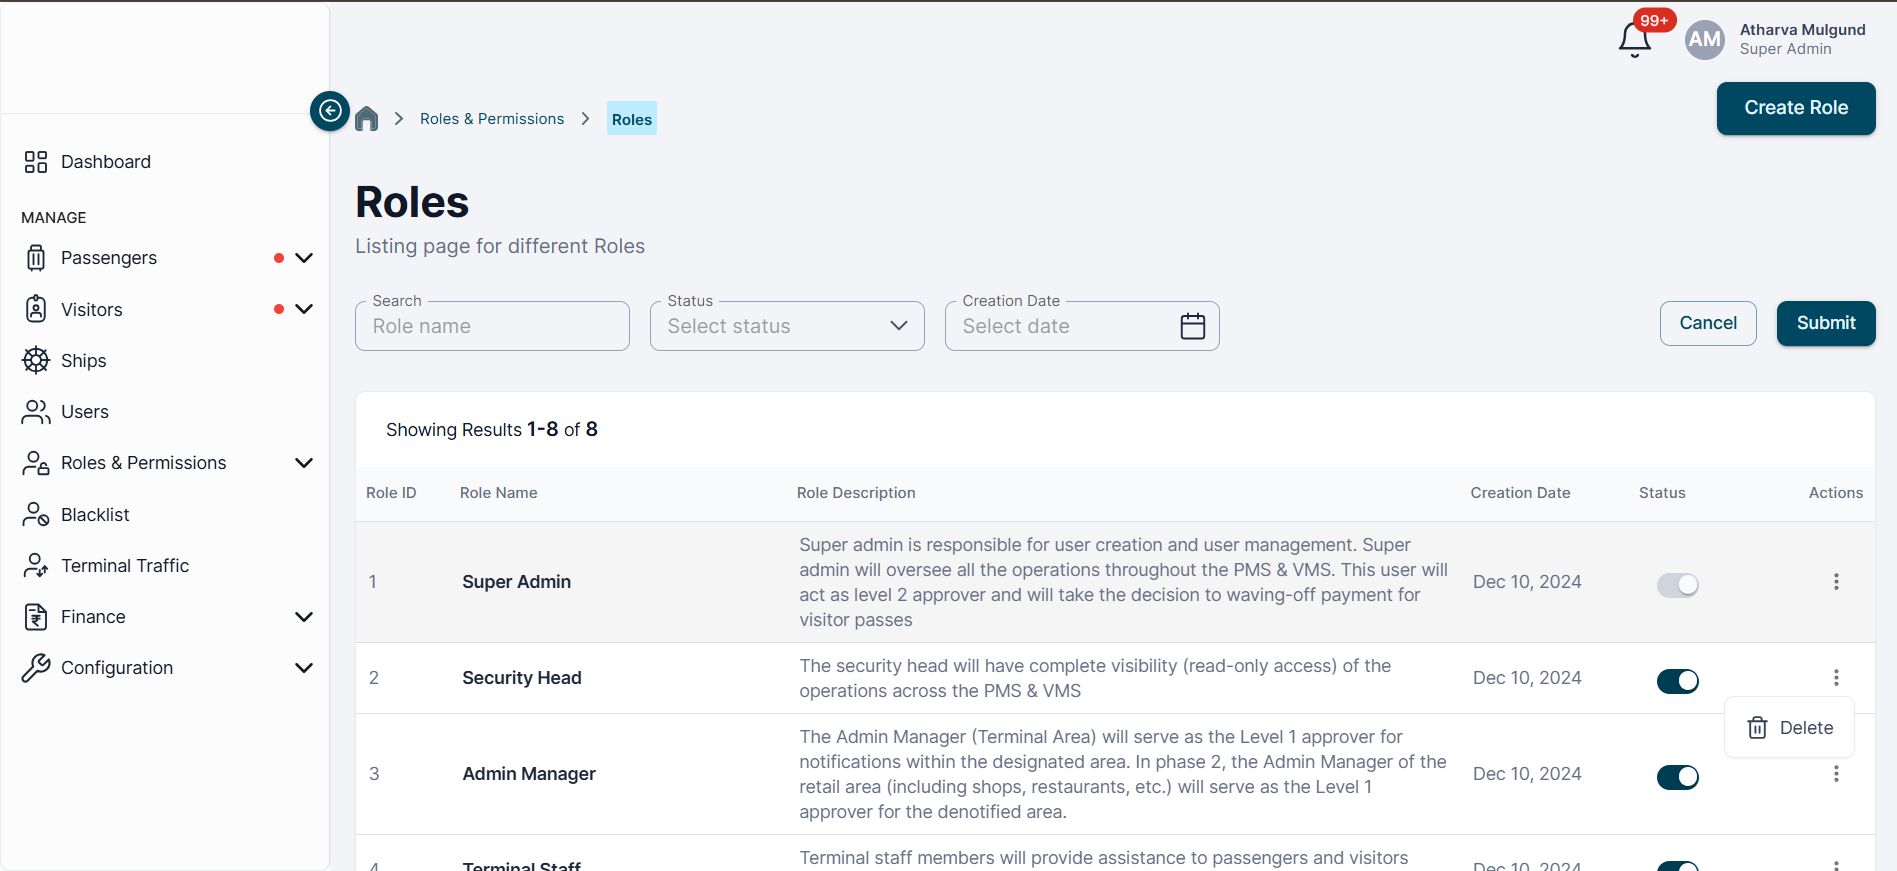 99+
AM
Atharva Mulgund
Super Admin
Roles & Permissions
Roles
Create Role
Dashboard
MANAGE
Passengers
Visitors
Ships
Users
Roles & Permissions
Blacklist
Terminal Traffic
Finance
Configuration
Roles
Listing page for different Roles
Search
Role name
Status
Select status
Creation Date
Select date
Cancel
Submit
Showing Results 1-8 of 8
Role ID
Role Name
Role Description
Creation Date
Status
Actions
1
Super Admin
Super admin is responsible for user creation and user management. Super
admin will oversee all the operations throughout the PMS & VMS. This user will
act as level 2 approver and will take the decision to waving-off payment for
visitor passes
Dec 10, 2024
2
Security Head
The security head will have complete visibility (read-only access) of the
operations across the PMS & VMS
Dec 10, 2024
Delete
3
Admin Manager
The Admin Manager (Terminal Area) will serve as the Level 1 approver for
notifications within the designated area. In phase 2, the Admin Manager of the
retail area (including shops, restaurants, etc.) will serve as the Level 1
approver for the denotified area.
Dec 10, 2024
4
Terminal Staff
Terminal staff members will provide assistance to passengers and visitors
Dec 10, 2024